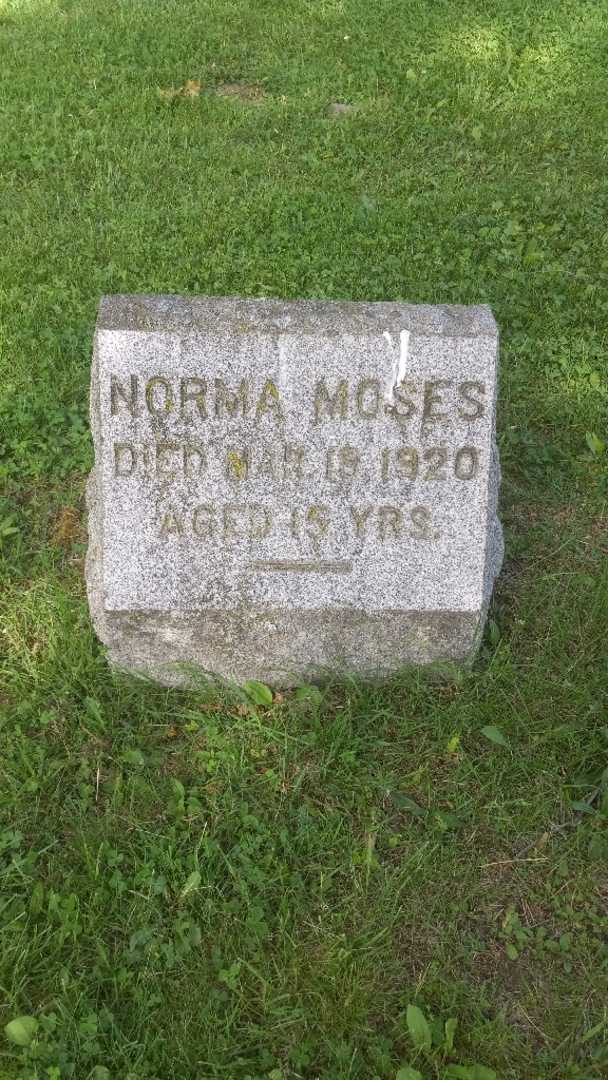 NORMA MOSES
DIED MAR. 19, 1920
AGED 15 YRS.